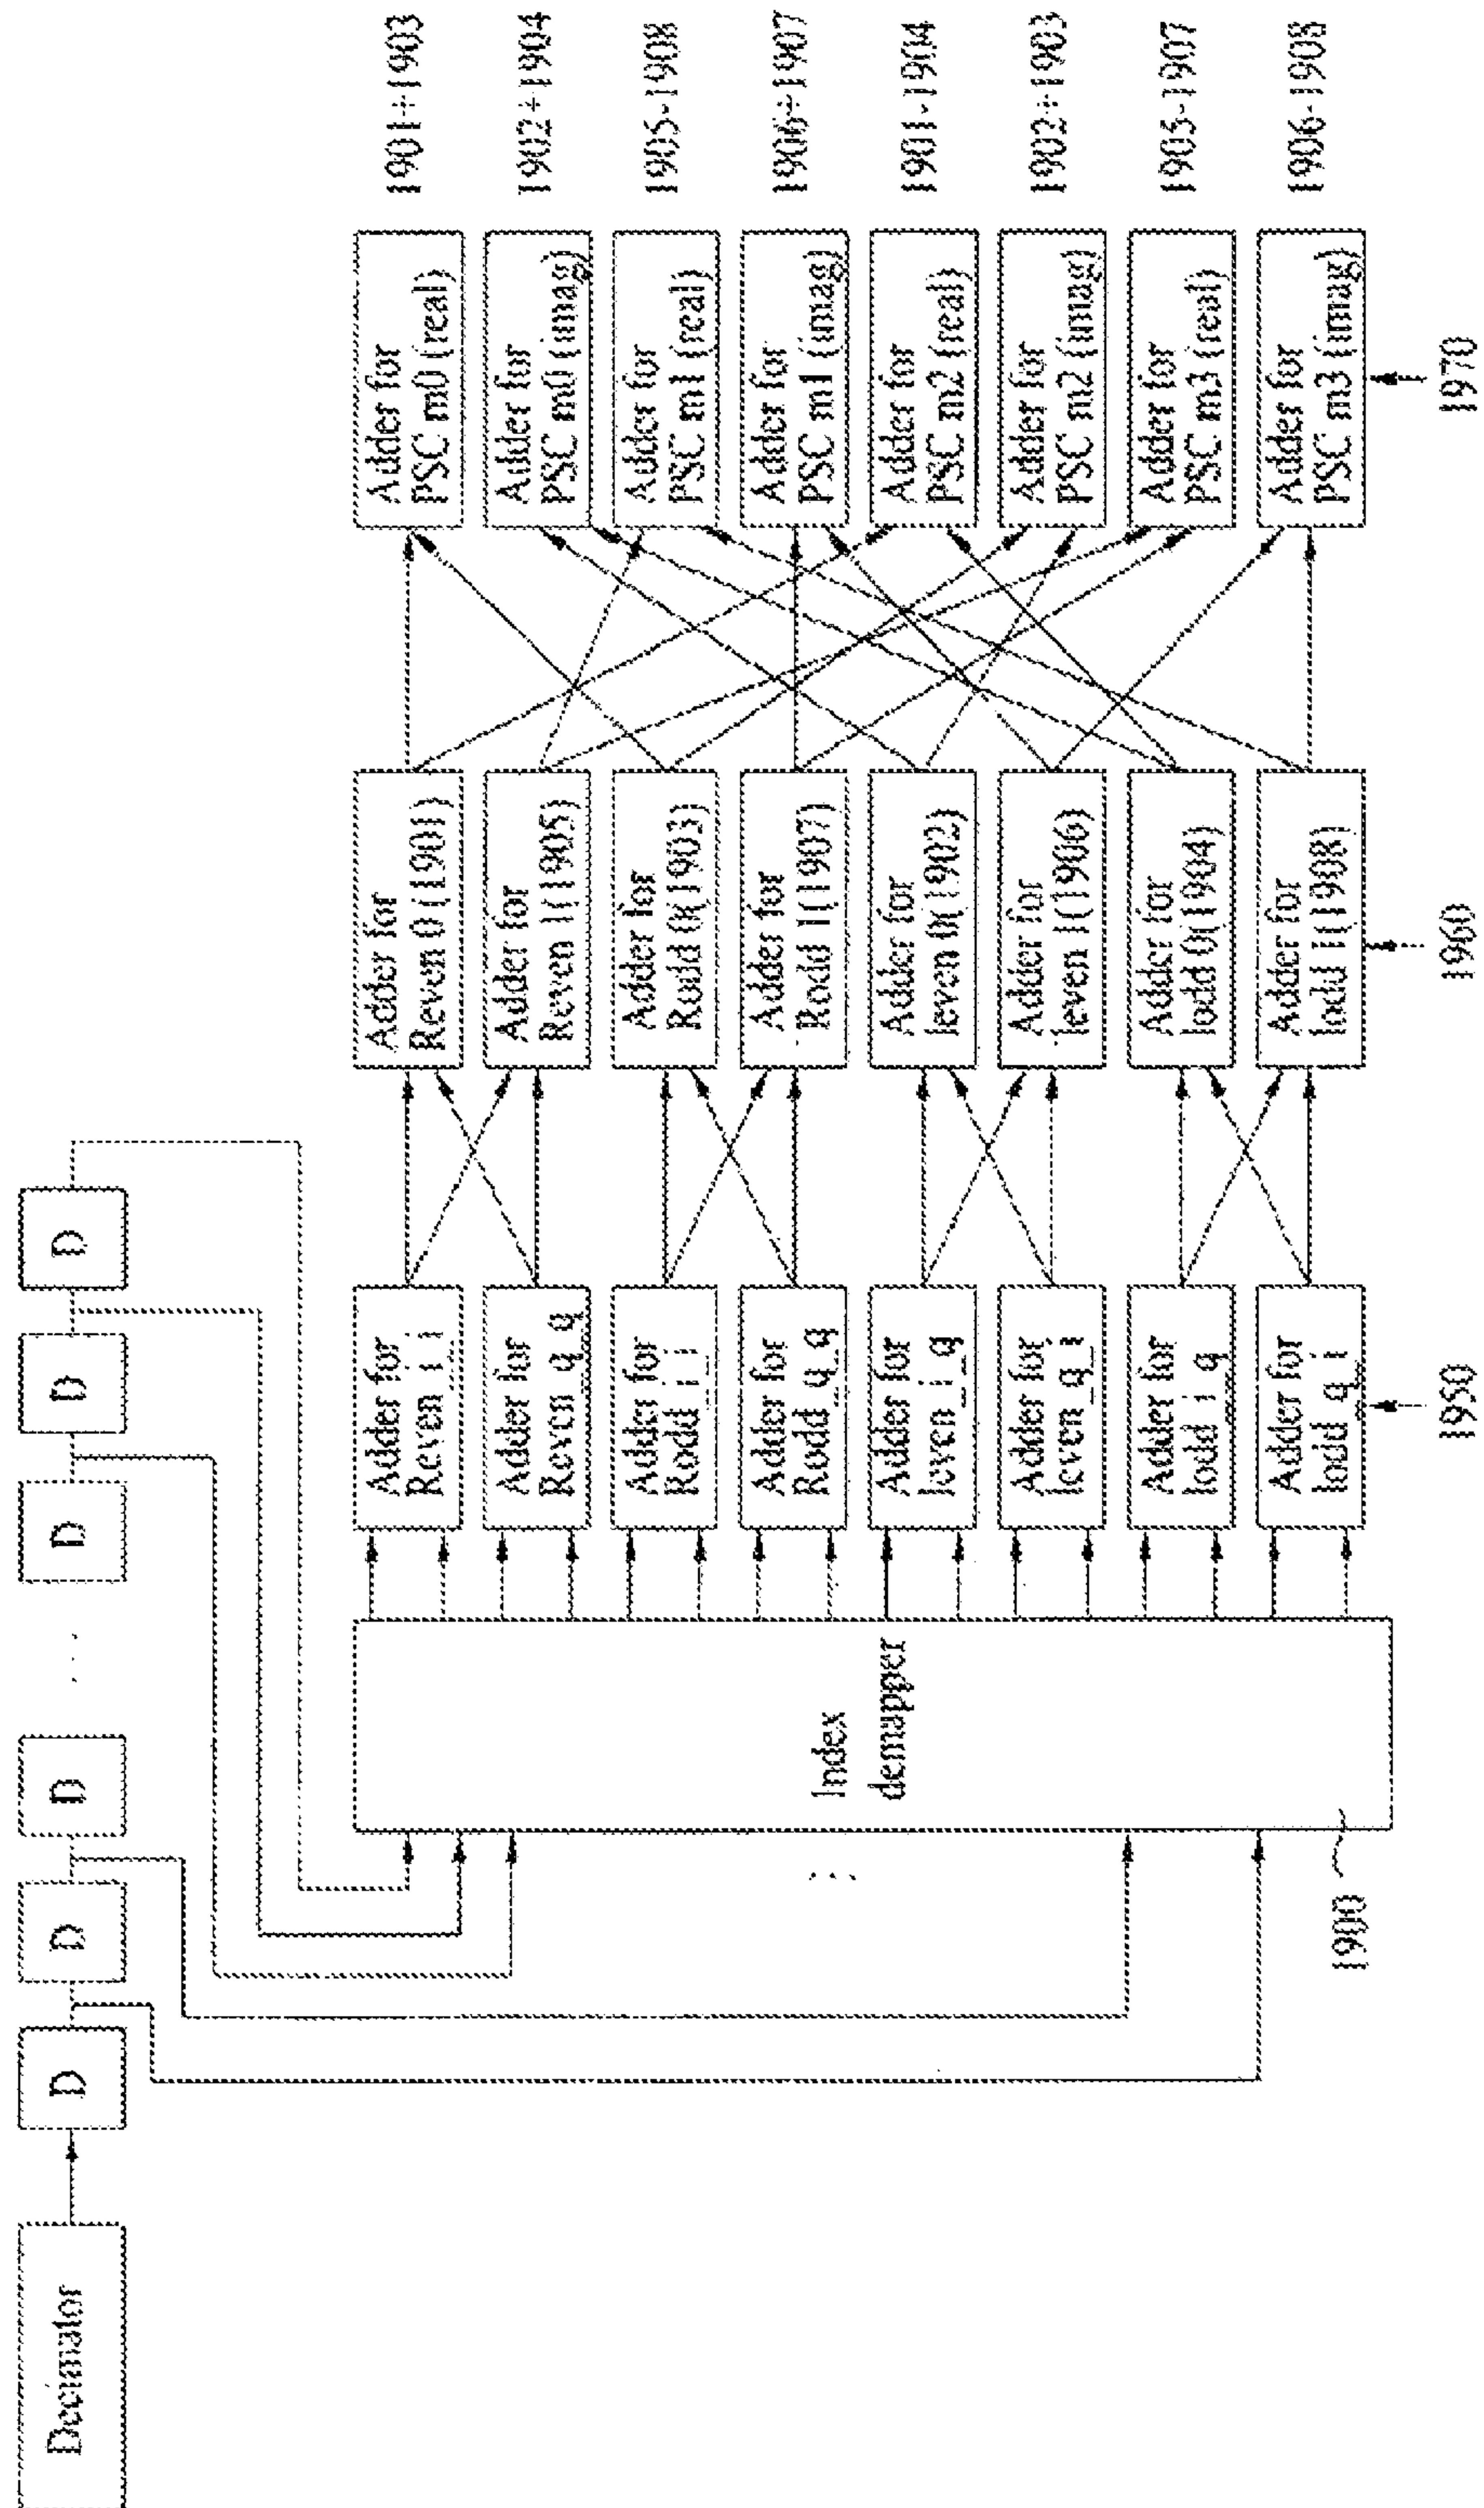 Decimator
D
D
D
. . .
D
D
D
Index
demapper
. . .
1900
Adder for
Reven_i_i
Adder for
Reven_q_q
Adder for
Rodd_i_i
Adder for
Rodd_q_q
Adder for
Ieven_i_q
Adder for
Ieven_q_i
Adder for
Iodd_i_q
Adder for
Iodd_q_i
1950
Adder for
Reven 0(1901)
Adder for
Reven 1(1905)
Adder for
Rodd 0(1903)
Adder for
Rodd 1(1907)
Adder for
Ieven 0(1902)
Adder for
Ieven 1(1906)
Adder for
Iodd 0(1904)
Adder for
Iodd 1(1908)
1960
Adder for
PSC m0 (real)
Adder for
PSC m0 (imag)
Adder for
PSC m1 (real)
Adder for
PSC m1 (imag)
Adder for
PSC m2 (real)
Adder for
PSC m2 (imag)
Adder for
PSC m3 (real)
Adder for
PSC m3 (imag)
1970
1901+1903
1902+1904
1905-1908
1906+1907
1901-1904
1902+1903
1905-1907
1906-1908